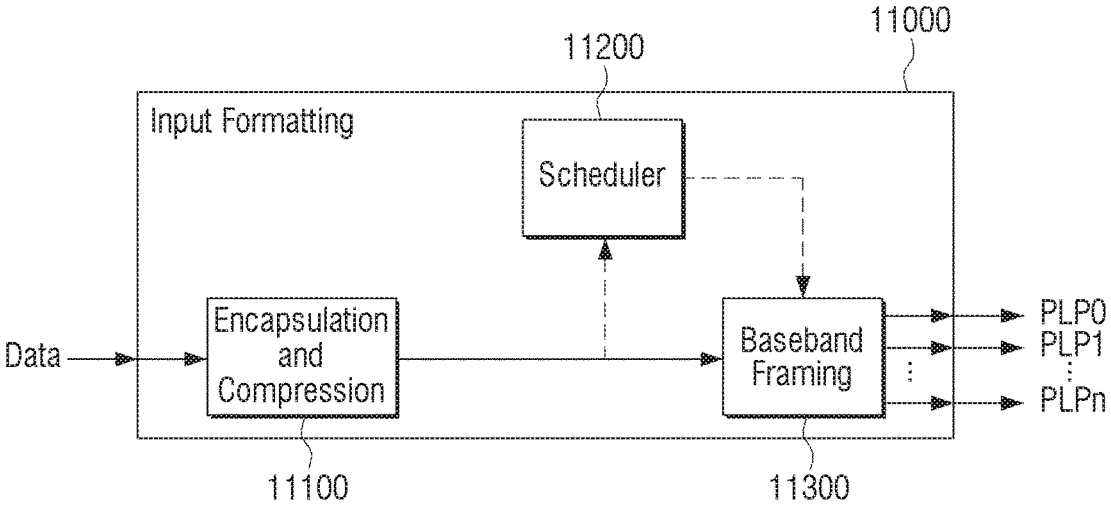 11000
11200
Input Formatting
Scheduler
Encapsulation
and
Compression
Data
Baseband
Framing
PLP0
PLP1
PLPn
11100
11300